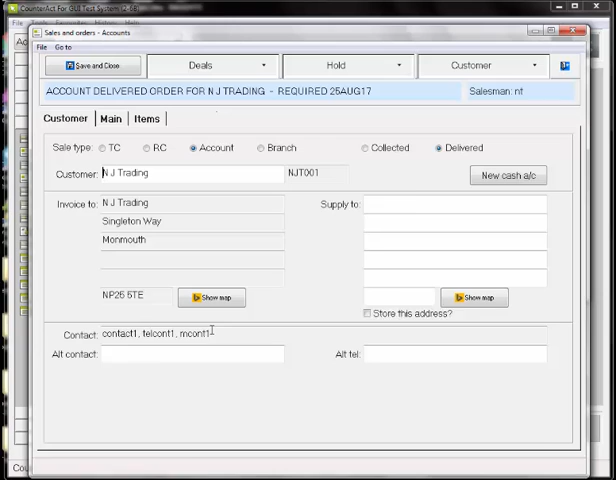 CounterAct For GUI Test System
File
Sales and orders - Accounts
File Go to
Save and Close
Deals
Hold
Customer
ACCOUNT DELIVERED ORDER FOR N J TRADING - REQUIRED 25AUG17
Salesman: nt
Customer Main Items
Sale type: TC RC Account Branch Collected Delivered
Customer: N J Trading NJT001 New cash a/c
Invoice to: N J Trading Supply to:
Singleton Way
Monmouth
NP25 5TE Show map Show map
Store this address?
Contact: contact1, telcont1, mcont1
Alt contact: Alt tel: